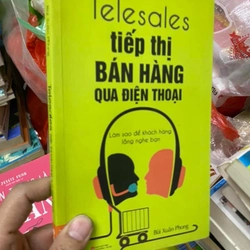 Telesales
tiếp thị
BÁN HÀNG
QUA ĐIỆN THOẠI
Làm sao để khách hàng
lắng nghe bạn
Bùi Xuân Phong